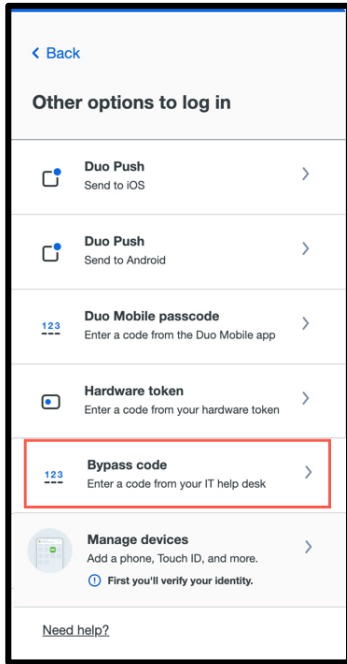 Back
Other options to log in
Duo Push
Send to iOS
Duo Push
Send to Android
123
Duo Mobile passcode
Enter a code from the Duo Mobile app
Hardware token
Enter a code from your hardware token
123
Bypass code
Enter a code from your IT help desk
Manage devices
Add a phone, Touch ID, and more.
First you'll verify your identity.
Need help?